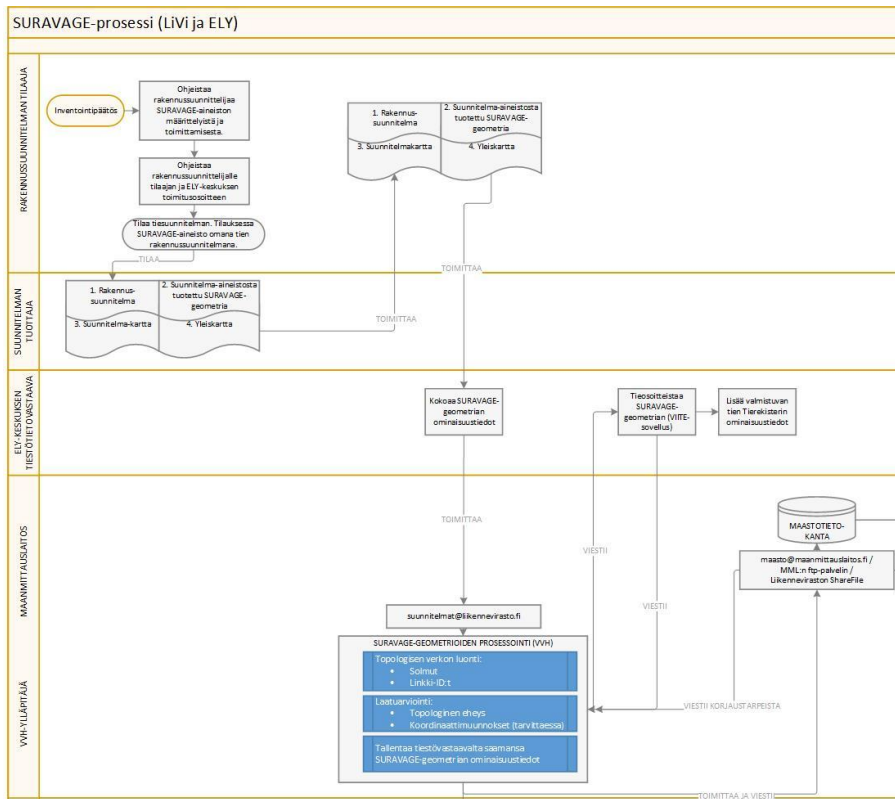 SURAVAGE-prosessi (LiVi ja ELY)
RAKENNUSSUUNNITELMAN TILAAJA
Inventointipäätös
Ohjeistaa
rakennussuunnittelijaa
SURAVAGE-aineiston
määrittelyistä ja
toimittamisesta.
Ohjeistaa
rakennussuunnittelijalle
tilaajan ja ELY-keskuksen
toimitusosoitteen
Tilaa tiesuunnitelman. Tilauksessa
SURAVAGE-aineisto omana tien
rakennussuunnitelmana.
TILAA
1. Rakennus-
suunnitelma
2. Suunnitelma-aineistosta
tuotettu SURAVAGE-
geometria
3. Suunnitelmakartta
4. Yleiskartta
TOIMITTAA
SUUNNITELMAN
TUOTTAJA
1. Rakennus-
suunnitelma
2. Suunnitelma-aineistosta
tuotettu SURAVAGE-
geometria
3. Suunnitelma-kartta
4. Yleiskartta
TOIMITTAA
ELY-KESKUKSEN
TIESTÖTIETOVASTAAVA
Kokoaa SURAVAGE-
geometrian
ominaisuustiedot
Tieosoitteistaa
SURAVAGE-
geometrian (VIITE-
sovellus)
Lisää valmistuvan
tien Tierekisterin
ominaisuustiedot
MAANMITTAUSLAITOS
TOIMITTAA
VIESTII
VIESTII
MAASTOTIETO-
KANTA
maasto@maanmittauslaitos.fi /
MML:n ftp-palvelin /
Liikenneviraston ShareFile
VVH-YLLÄPITÄJÄ
suunnitelmat@liikennevirasto.fi
SURAVAGE-GEOMETRIOIDEN PROSESSOINTI (VVH)
Topologisen verkon luonti:
• Solmut
• Linkki-ID:t
Laatuarviointi:
• Topologinen eheys
• Koordinaattimuunnokset (tarvittaessa)
Tallentaa tiestövastaavalta saamansa
SURAVAGE-geometrian ominaisuustiedot
VIESTII KORJAUSTARPEISTA
TOIMITTAA JA VIESTII